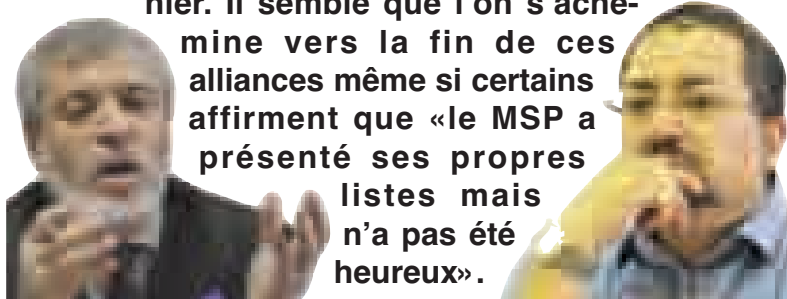 nier. Il semble que l'on s'ache-
mine vers la fin de ces
alliances même si certains
affirment que «le MSP a
présenté ses propres
listes mais
n'a pas été
heureux».